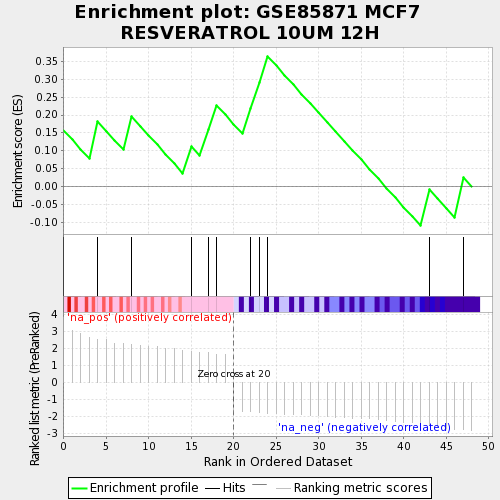 Enrichment plot: GSE85871 MCF7
RESVERATROL 10UM 12H
Enrichment score (ES)
0.35
0.30
0.25
0.20
0.15
0.10
0.05
0.00
-0.05
-0.10
Ranked list metric (PreRanked)
4
3
2
1
0
-1
-2
-3
'na_pos' (positively correlated)
Zero cross at 20
'na_neg' (negatively correlated)
0 5 10 15 20 25 30 35 40 45 50
Rank in Ordered Dataset
Enrichment profile Hits Ranking metric scores